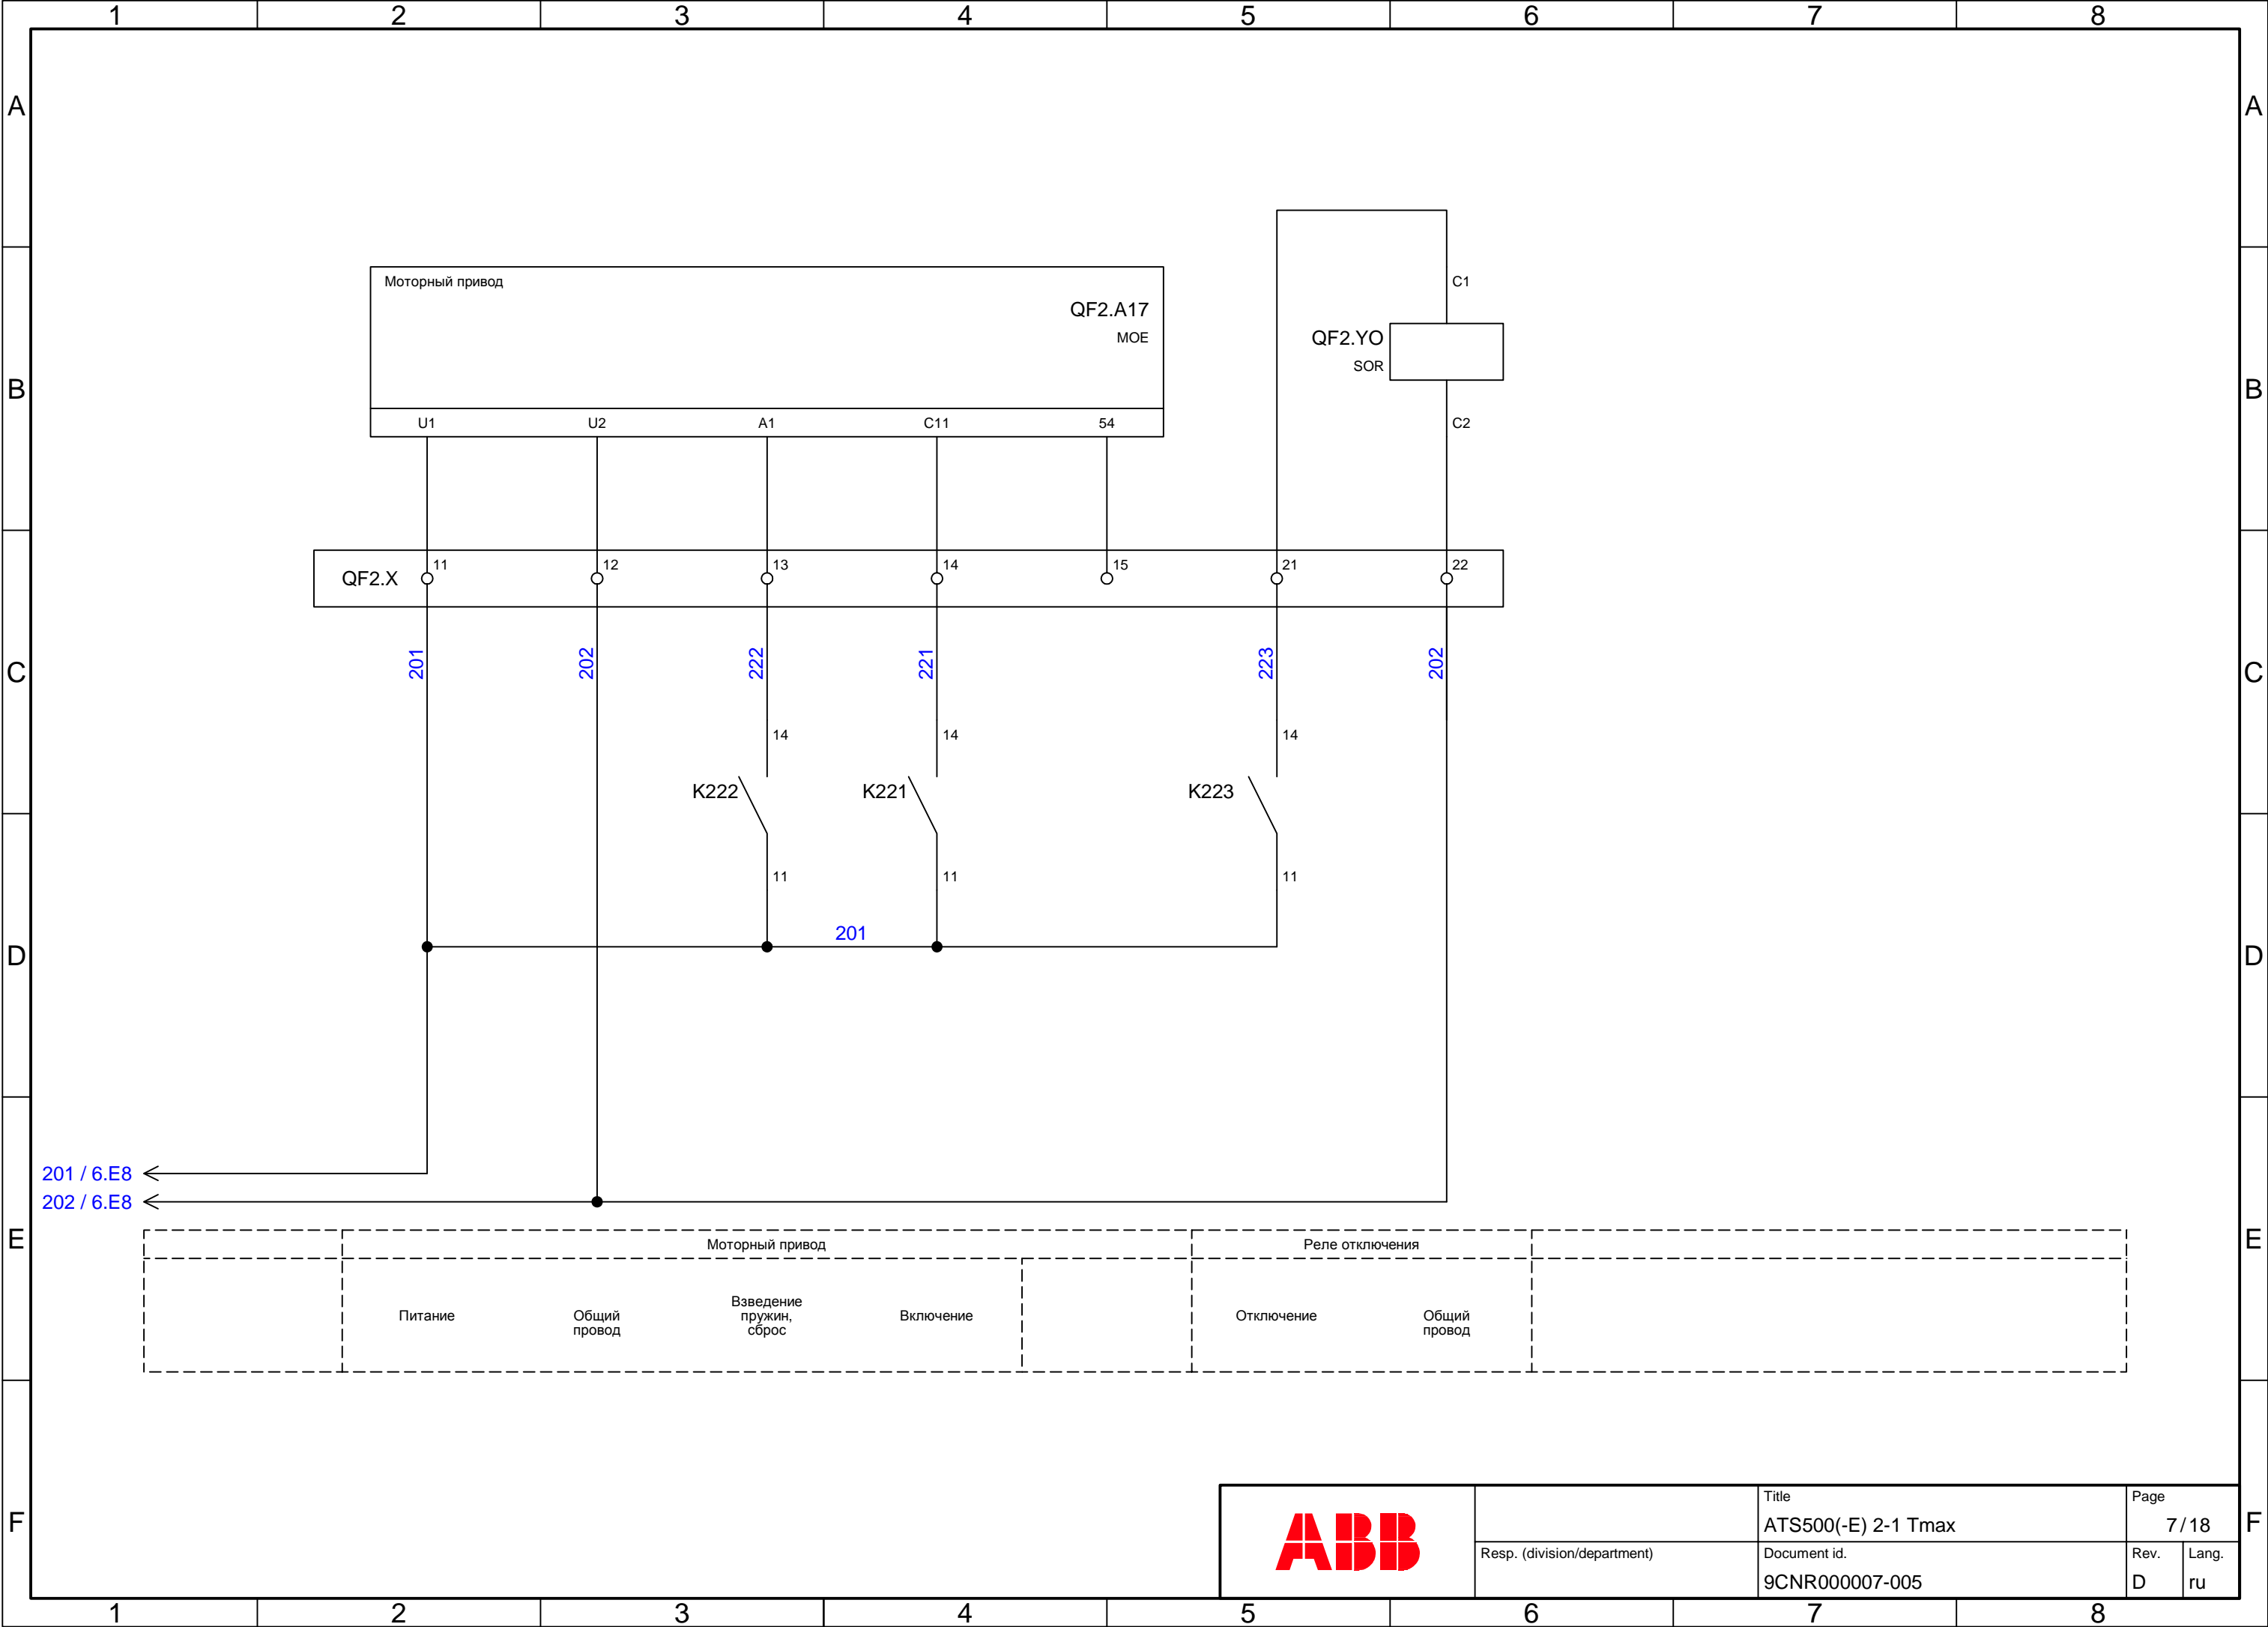 1 2 3 4 5 6 7 8
A A
Моторный привод
C1
QF2.A17
MOE
QF2.YO
SOR
B B
U1 U2 A1 C11 54
C2
QF2.X 11 12 13 14 15 21 22
201 202 222 221 223 202
C C
14 14 14
K222 K221 K223
11 11 11
201
D D
201 / 6.E8
202 / 6.E8
E E
Моторный привод Реле отключения
Питание
Общий
провод
Взведение
пружин,
сброс
Включение
Отключение
Общий
провод
F F
ABB
Title
ATS500(-E) 2-1 Tmax
Page
7/18
Resp. (division/department)
Document id.
9CNR000007-005
Rev.
D
Lang.
ru
1 2 3 4 5 6 7 8